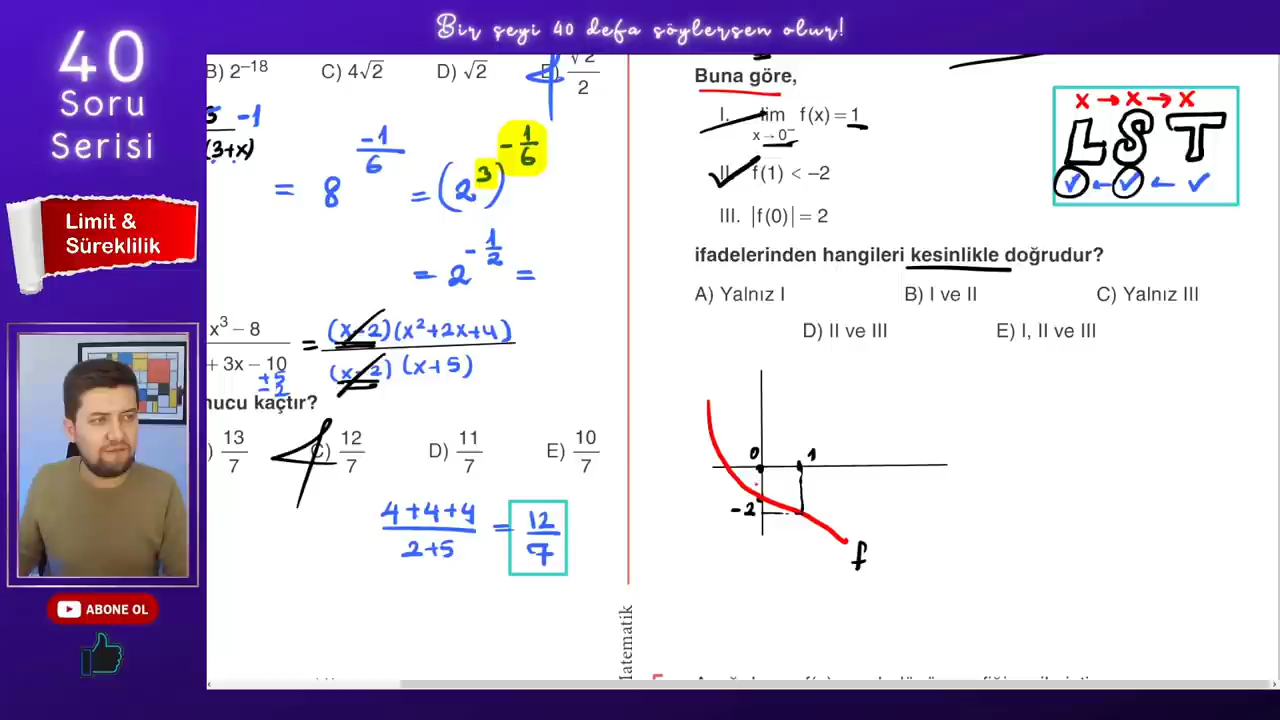 Bir şeyi 40 defa söylersen olur!
40
Soru
Serisi
Limit &
Süreklilik
ABONE OL
B) 2⁻¹⁸ C) 4√2 D) √2 E) √2/2
-1
(3+x)
= 8^(-1/6) = (2³)^(-1/6)
= 2^(-1/2) =
x³ – 8 / + 3x – 10 = (x-2)(x²+2x+4) / (x-2)(x+5)
+5
-2
nucu kaçtır?
) 13/7 C) 12/7 D) 11/7 E) 10/7
4+4+4 / 2+5 = 12/7
Matematik
Buna göre,
I. lim f(x) = 1
x→0⁻
II. f(1) < –2
III. |f(0)| = 2
ifadelerinden hangileri kesinlikle doğrudur?
A) Yalnız I B) I ve II C) Yalnız III
D) II ve III E) I, II ve III
x → x → x
L S T
✓ ← ✓ ← ✓
0 1
-2
f